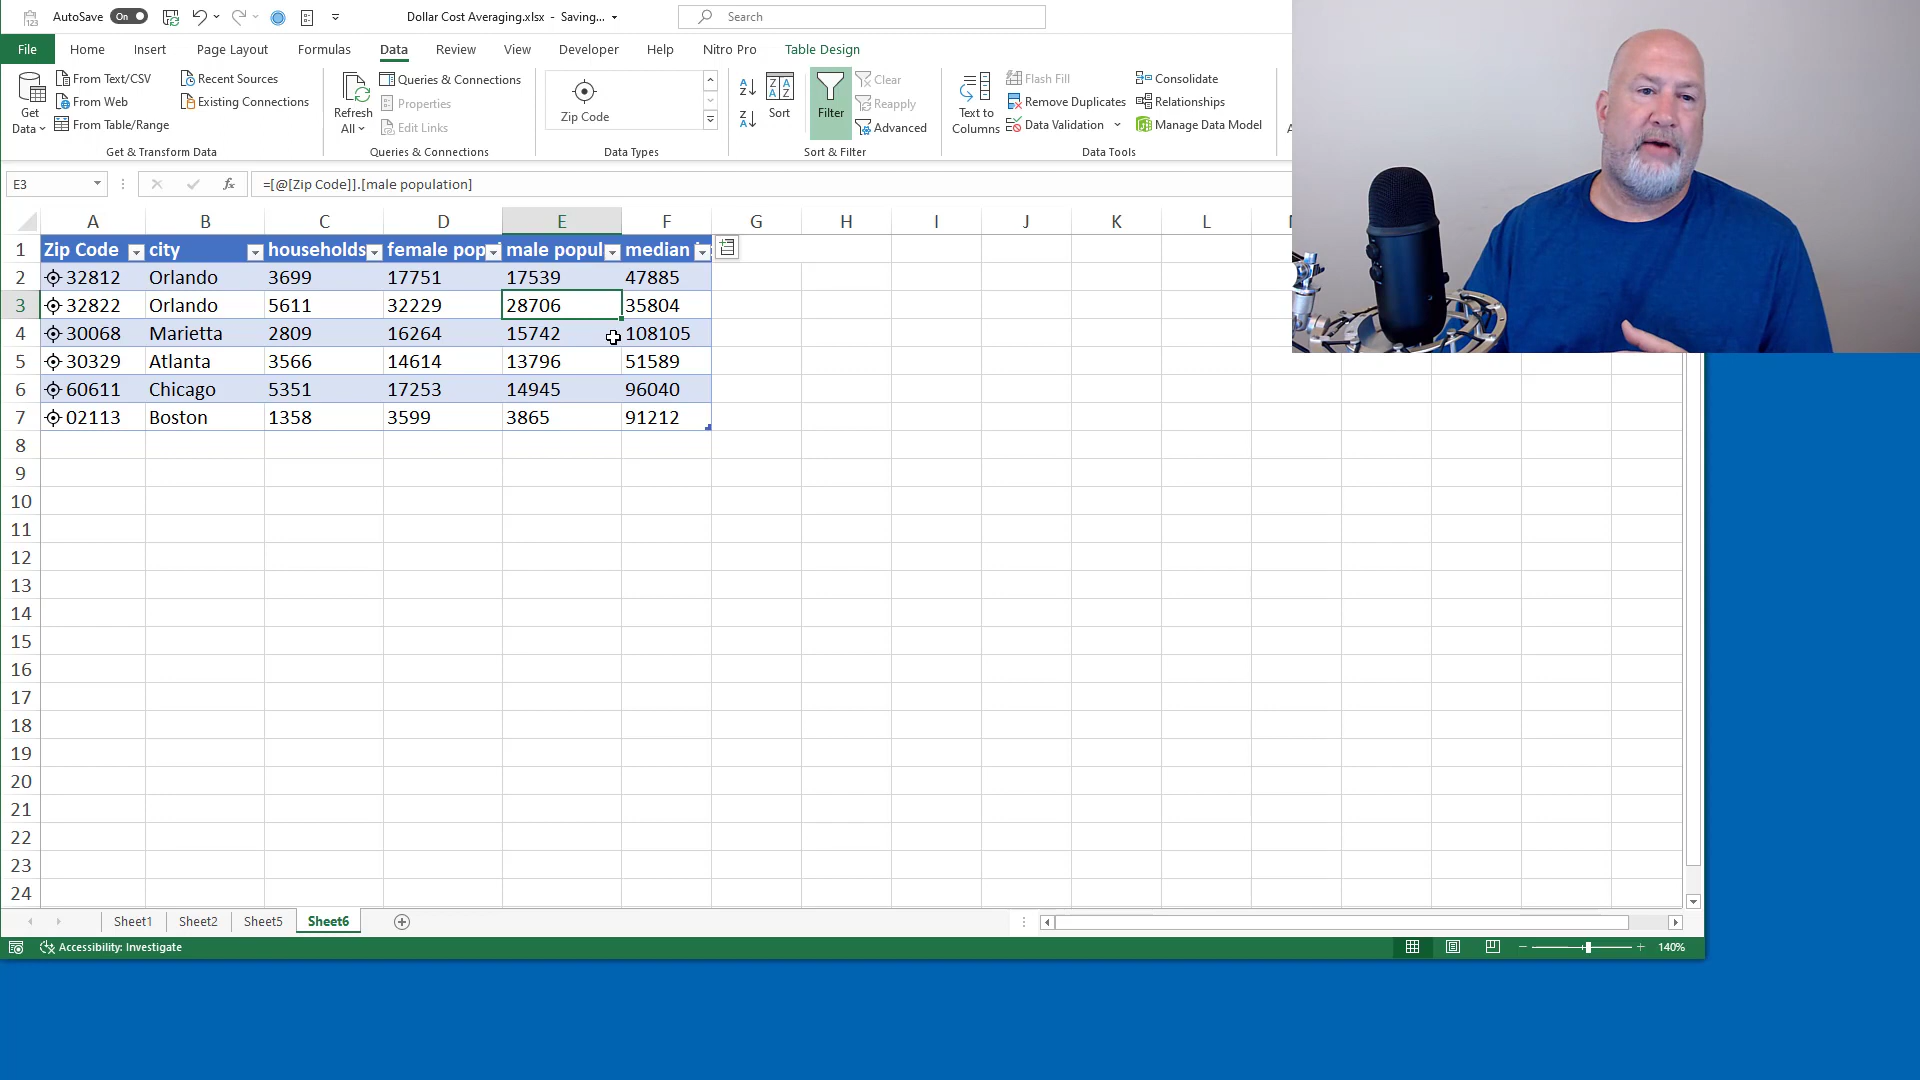 AutoSave On Dollar Cost Averaging.xlsx - Saving... Search
File Home Insert Page Layout Formulas Data Review View Developer Help Nitro Pro Table Design
Get Data From Text/CSV From Web From Table/Range Recent Sources Existing Connections
Get & Transform Data
Refresh All Queries & Connections Properties Edit Links
Queries & Connections
Zip Code
Data Types
Sort Filter Clear Reapply Advanced
Sort & Filter
Text to Columns Flash Fill Remove Duplicates Data Validation Consolidate Relationships Manage Data Model
Data Tools
E3 fx =[@[Zip Code]].[male population]
A B C D E F G H I J K L
1 Zip Code city households female pop male popul median
2 32812 Orlando 3699 17751 17539 47885
3 32822 Orlando 5611 32229 28706 35804
4 30068 Marietta 2809 16264 15742 108105
5 30329 Atlanta 3566 14614 13796 51589
6 60611 Chicago 5351 17253 14945 96040
7 02113 Boston 1358 3599 3865 91212
8
9
10
11
12
13
14
15
16
17
18
19
20
21
22
23
24
Sheet1 Sheet2 Sheet5 Sheet6
Accessibility: Investigate 140%